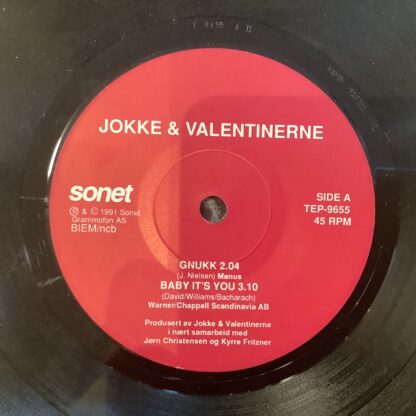 JOKKE & VALENTINERNE
sonet
℗ & © 1991 Sonet
Grammofon AS
BIEM/ncb
SIDE A
TEP-9655
45 RPM
GNUKK 2.04
(J. Nielsen) Manus
BABY IT'S YOU 3.10
(David/Williams/Bacharach)
Warner/Chappell Scandinavia AB
Produsert av Jokke & Valentinerne
i nært samarbeid med
Jørn Christensen og Kyrre Fritzner